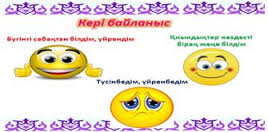 Кері байланыс
Бүгінгі сабақтан білдім, үйрендім
Қиындықтар кездесті
бірақ жеңе білдім
Түсінбедім, үйренбедім